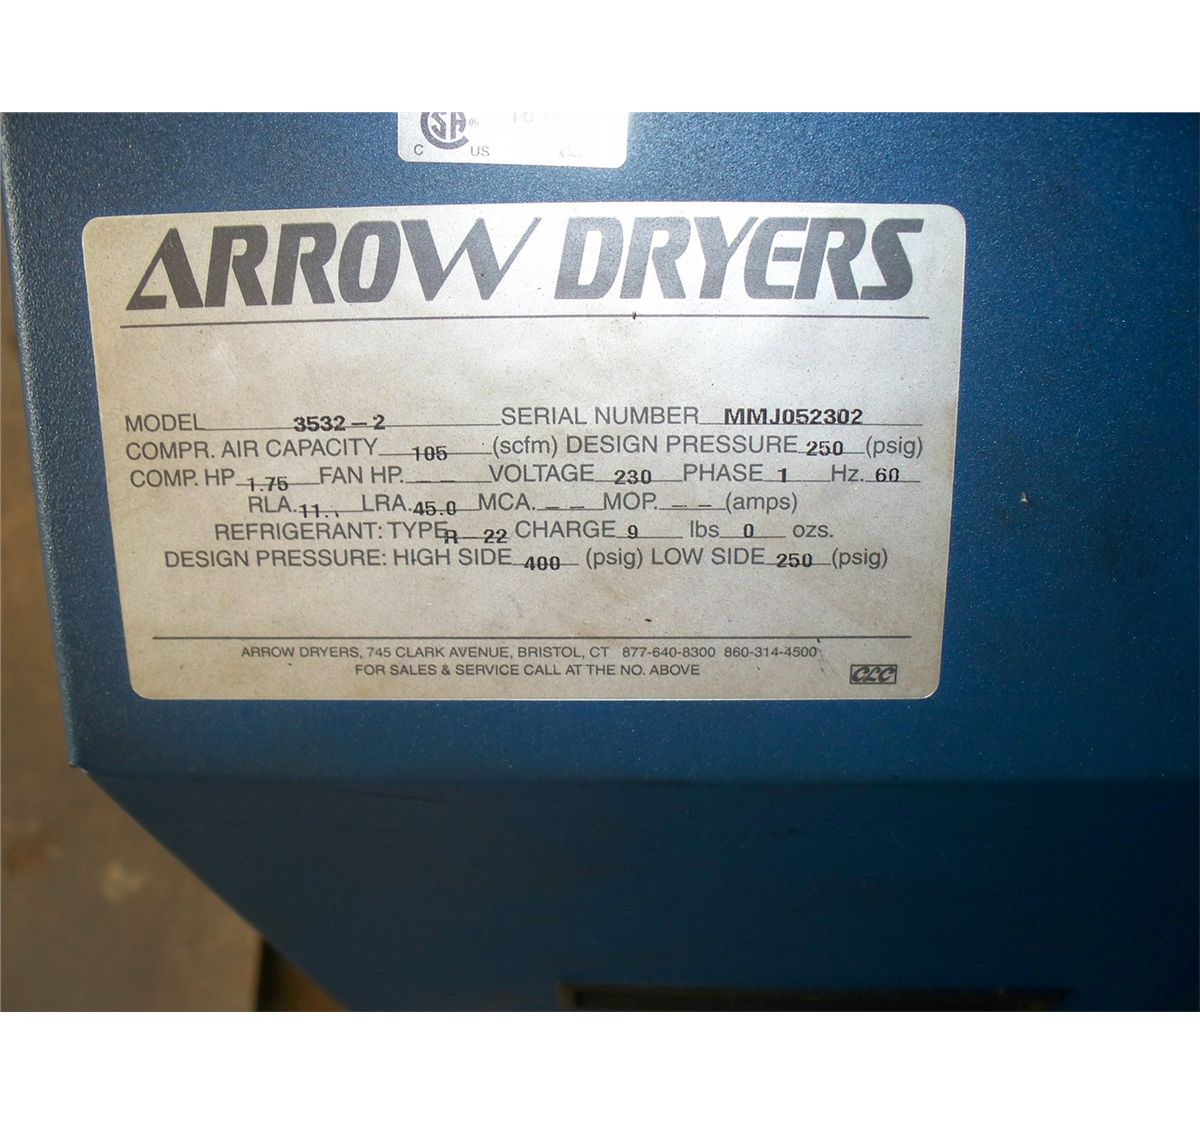 CSA®
C US
ARROW DRYERS
MODEL 3532-2 SERIAL NUMBER MMJ052302
COMPR. AIR CAPACITY 105 (scfm) DESIGN PRESSURE 250 (psig)
COMP. HP 1.75 FAN HP. -- VOLTAGE 230 PHASE 1 Hz. 60
RLA. LRA. 45.0 MCA. -- MOP. -- (amps)
REFRIGERANT: TYPE R-22 CHARGE 9 lbs 0 ozs.
DESIGN PRESSURE: HIGH SIDE 400 (psig) LOW SIDE 250 (psig)
ARROW DRYERS, 745 CLARK AVENUE, BRISTOL, CT 877-640-8300 860-314-4500
FOR SALES & SERVICE CALL AT THE NO. ABOVE
CLC